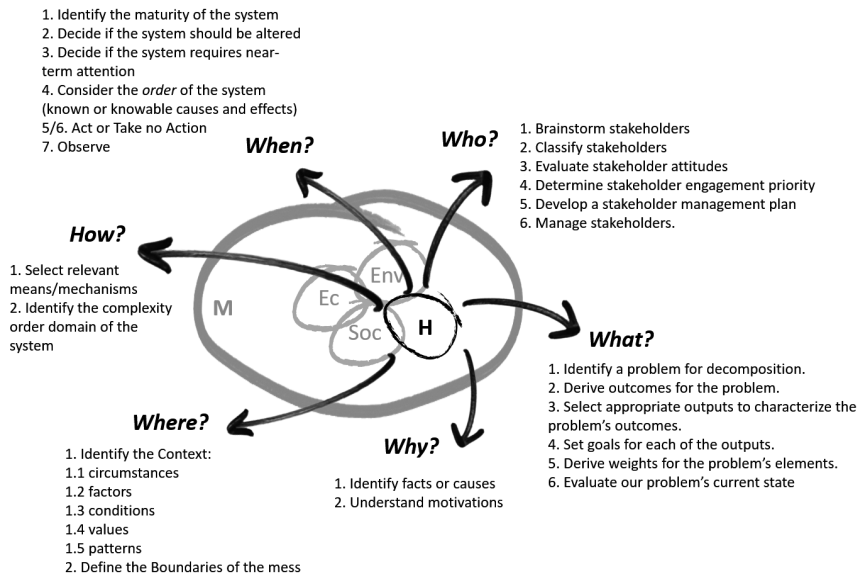 1. Identify the maturity of the system
2. Decide if the system should be altered
3. Decide if the system requires near-
term attention
4. Consider the order of the system
(known or knowable causes and effects)
5/6. Act or Take no Action
7. Observe
When?
Who?
1. Brainstorm stakeholders
2. Classify stakeholders
3. Evaluate stakeholder attitudes
4. Determine stakeholder engagement priority
5. Develop a stakeholder management plan
6. Manage stakeholders.
How?
1. Select relevant
means/mechanisms
2. Identify the complexity
order domain of the
system
M
Env
Ec
Soc
H
What?
1. Identify a problem for decomposition.
2. Derive outcomes for the problem.
3. Select appropriate outputs to characterize the
problem’s outcomes.
4. Set goals for each of the outputs.
5. Derive weights for the problem’s elements.
6. Evaluate our problem’s current state
Where?
1. Identify the Context:
1.1 circumstances
1.2 factors
1.3 conditions
1.4 values
1.5 patterns
2. Define the Boundaries of the mess
Why?
1. Identify facts or causes
2. Understand motivations